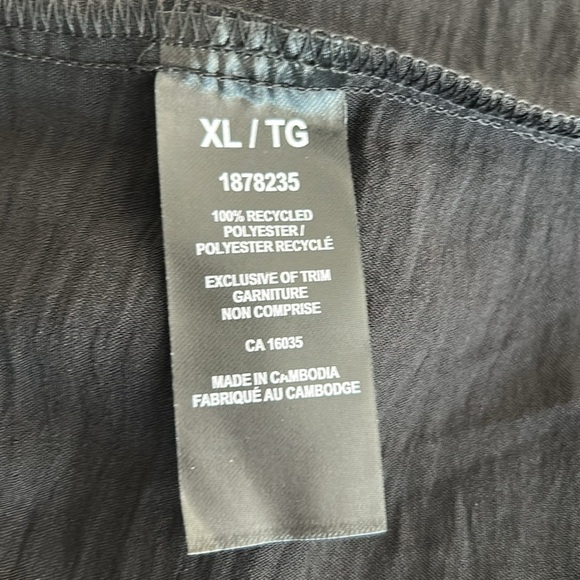 XL / TG
1878235
100% RECYCLED
POLYESTER /
POLYESTER RECYCLÉ
EXCLUSIVE OF TRIM
GARNITURE
NON COMPRISE
CA 16035
MADE IN CAMBODIA
FABRIQUÉ AU CAMBODGE